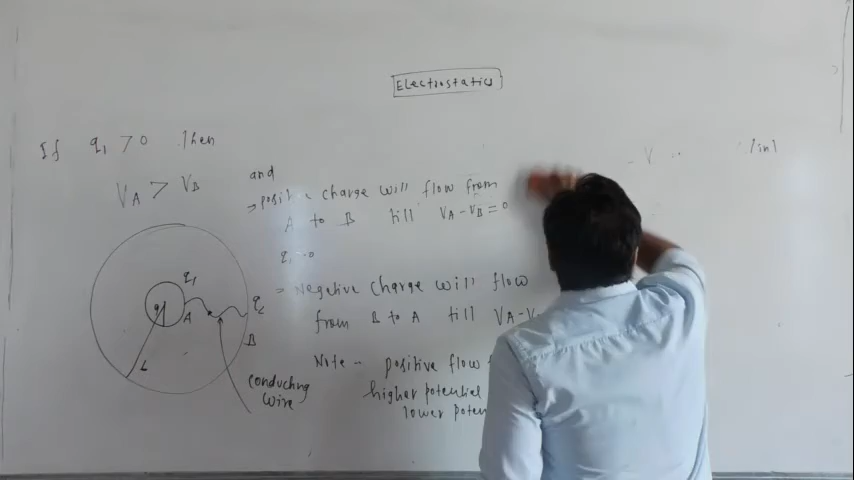 Electrostatics
If q1 > 0 Then
VA > VB
and
⇒ positive charge will flow from
A to B till VA - VB = 0
= Negative charge will flow
from B to A till VA - V
Note - positive flow
higher potential
lower poten
q1
A
q2
B
conducting
wire